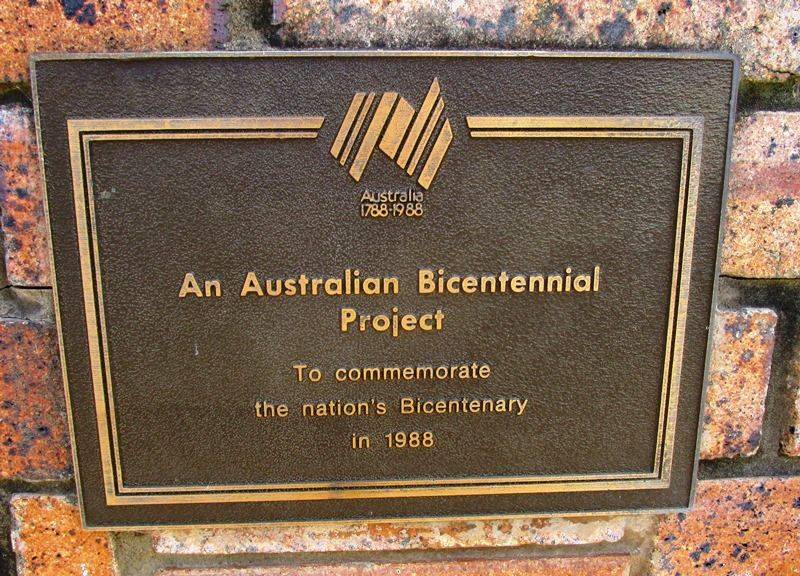 Australia
1788-1988
An Australian Bicentennial
Project
To commemorate
the nation's Bicentenary
in 1988